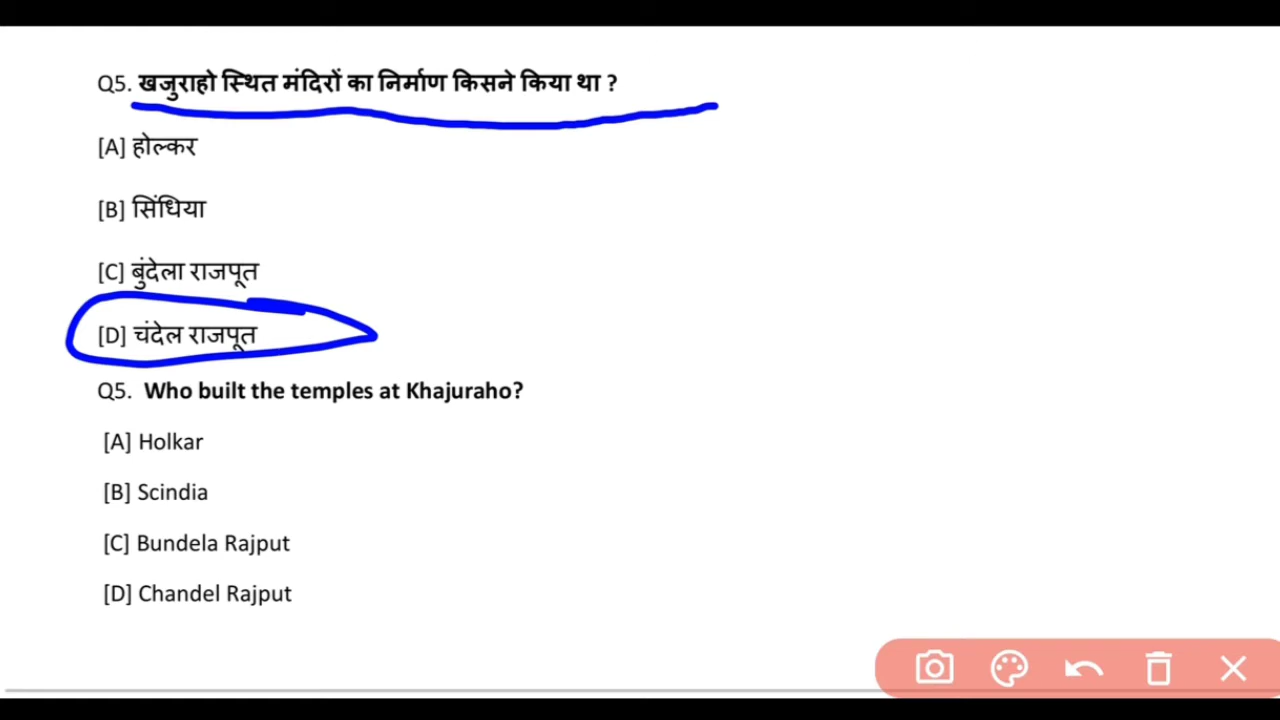 Q5. खजुराहो स्थित मंदिरों का निर्माण किसने किया था ?
[A] होल्कर
[B] सिंधिया
[C] बुंदेला राजपूत
[D] चंदेल राजपूत
Q5. Who built the temples at Khajuraho?
[A] Holkar
[B] Scindia
[C] Bundela Rajput
[D] Chandel Rajput